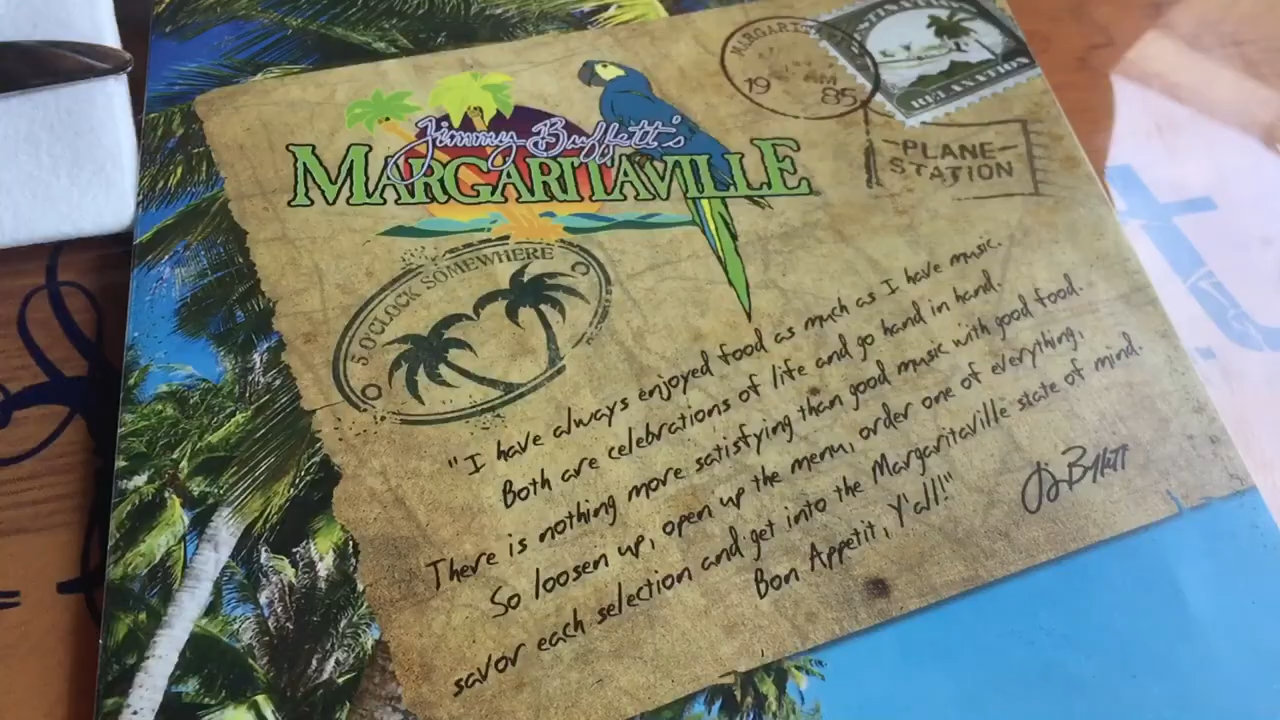 MARGARITAVILLE
19 AM 85
DESTINATION
RELAXATION
-PLANE-
STATION
Jimmy Buffett's
MARGARITAVILLE
5 O'CLOCK SOMEWHERE
"I have always enjoyed food as much as I have music.
Both are celebrations of life and go hand in hand.
There is nothing more satisfying than good music with good food.
So loosen up, open up the menu, order one of everything,
savor each selection and get into the Margaritaville state of mind.
Bon Appetit, Y'all!"